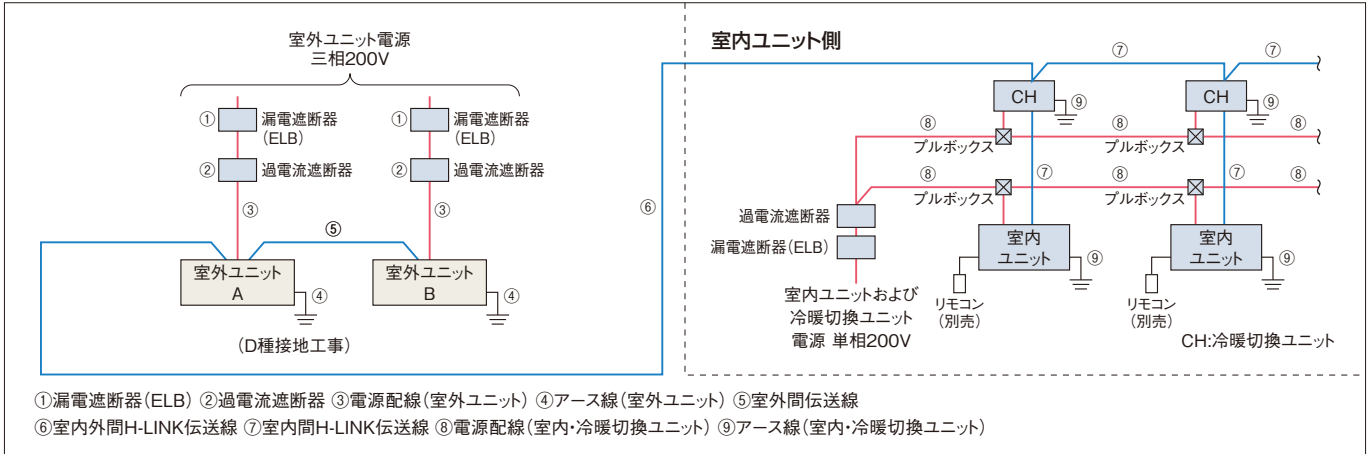 室外ユニット電源
三相200V
① 漏電遮断器
(ELB)
① 漏電遮断器
(ELB)
② 過電流遮断器
② 過電流遮断器
③
③
⑤
⑥
室外ユニット
A
④
室外ユニット
B
④
(D種接地工事)
室内ユニット側
⑦
⑦
CH
⑨
CH
⑨
⑧
⑧
⑧
プルボックス
プルボックス
⑧
⑦
⑧
⑦
⑧
プルボックス
プルボックス
過電流遮断器
漏電遮断器(ELB)
室内
ユニット
⑨
室内
ユニット
⑨
リモコン
(別売)
リモコン
(別売)
室内ユニットおよび
冷暖切換ユニット
電源 単相200V
CH:冷暖切換ユニット
①漏電遮断器(ELB) ②過電流遮断器 ③電源配線(室外ユニット) ④アース線(室外ユニット) ⑤室外間伝送線
⑥室内外間H-LINK伝送線 ⑦室内間H-LINK伝送線 ⑧電源配線(室内・冷暖切換ユニット) ⑨アース線(室内・冷暖切換ユニット)